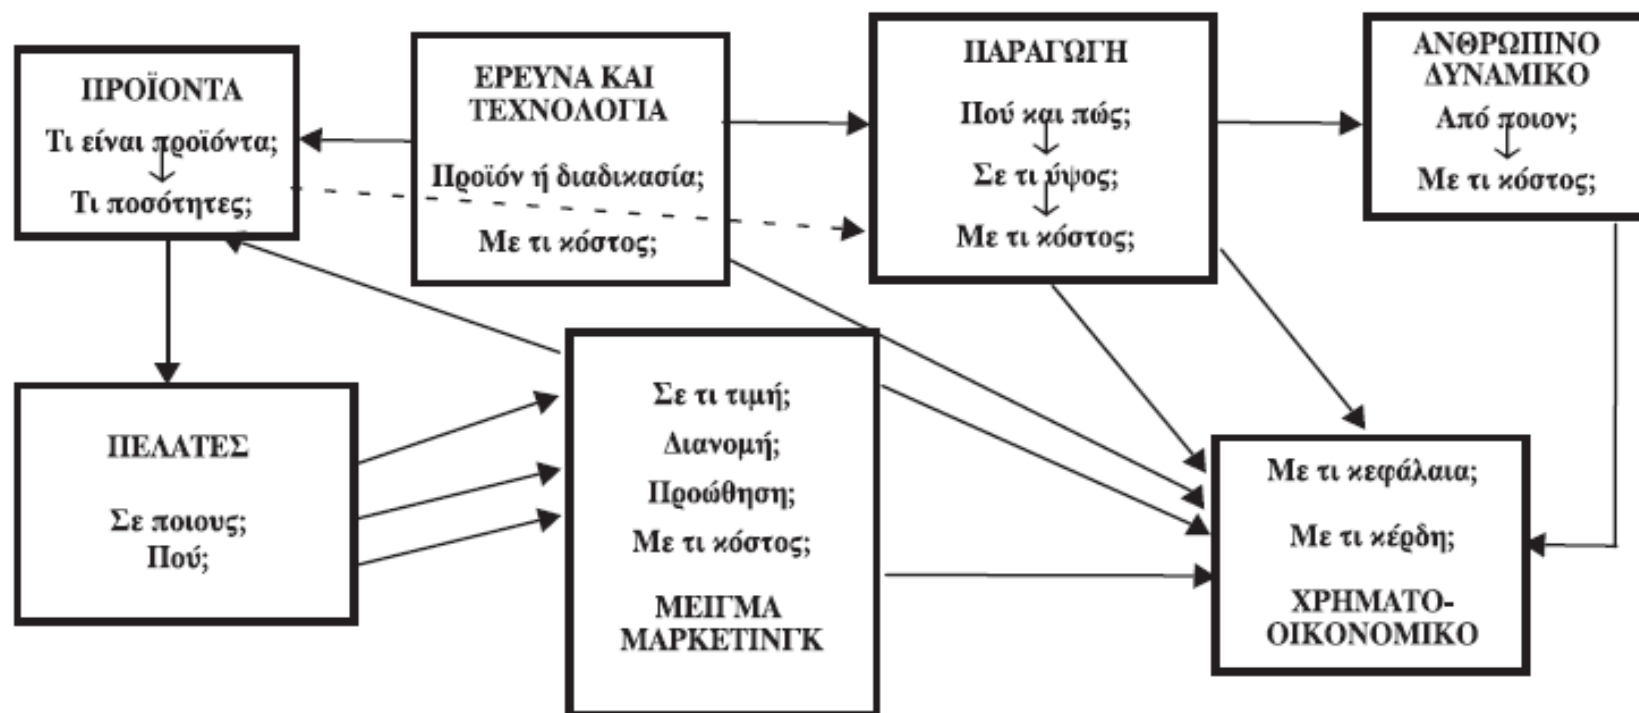 ΠΡΟΪΟΝΤΑ
Τι είναι προϊόντα;
Τι ποσότητες;
ΕΡΕΥΝΑ ΚΑΙ
ΤΕΧΝΟΛΟΓΙΑ
Προϊόν ή διαδικασία;
Με τι κόστος;
ΠΑΡΑΓΩΓΗ
Πού και πώς;
Σε τι ύψος;
Με τι κόστος;
ΑΝΘΡΩΠΙΝΟ
ΔΥΝΑΜΙΚΟ
Από ποιον;
Με τι κόστος;
ΠΕΛΑΤΕΣ
Σε ποιους;
Πού;
Σε τι τιμή;
Διανομή;
Προώθηση;
Με τι κόστος;
ΜΕΙΓΜΑ
ΜΑΡΚΕΤΙΝΓΚ
Με τι κεφάλαια;
Με τι κέρδη;
ΧΡΗΜΑΤΟ-
ΟΙΚΟΝΟΜΙΚΟ